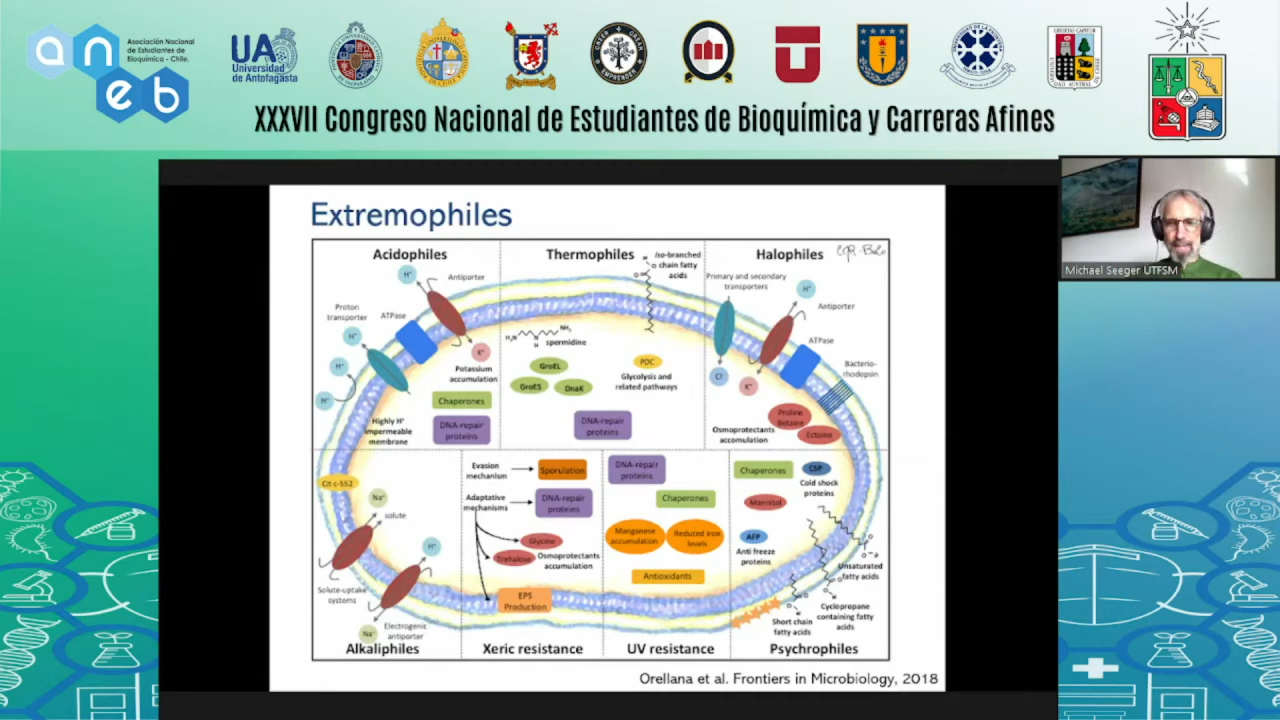 an
eb
Asociación Nacional
de Estudiantes de
Bioquímica - Chile.
UA
Universidad
de Antofagasta
XXXVII Congreso Nacional de Estudiantes de Bioquímica y Carreras Afines
Michael Seeger UTFSM
Extremophiles
Acidophiles
H⁺
Antiporter
Proton
transporter
ATPase
H⁺
H⁺
H⁺
K⁺
Potassium
accumulation
Chaperones
Highly H⁺
impermeable
membrane
DNA-repair
proteins
Thermophiles
iso-branched
chain fatty
acids
H₂N
N
H
NH₂
spermidine
GroEL
GroES
DnaK
PDC
Glycolysis and
related pathways
DNA-repair
proteins
Halophiles
Primary and secondary
transporters
H⁺
Antiporter
ATPase
Bacterio-
rhodopsin
Cl⁻
K⁺
Proline
Betaine
Osmoprotectants
accumulation
Ectoine
Cit c-552
Na⁺
solute
H⁺
Solute-uptake
systems
Electrogenic
antiporter
Na⁺
Alkaliphiles
Evasion
mechanism
Sporulation
Adaptative
mechanisms
DNA-repair
proteins
Glycine
Trehalose
Osmoprotectants
accumulation
EPS
Production
Xeric resistance
DNA-repair
proteins
Chaperones
Manganese
accumulation
Reduced iron
levels
Antioxidants
UV resistance
Chaperones
CSP
Cold shock
proteins
Mannitol
AFP
Anti freeze
proteins
Unsaturated
fatty acids
Cyclopropane
containing fatty
acids
Short chain
fatty acids
Psychrophiles
Orellana et al. Frontiers in Microbiology, 2018